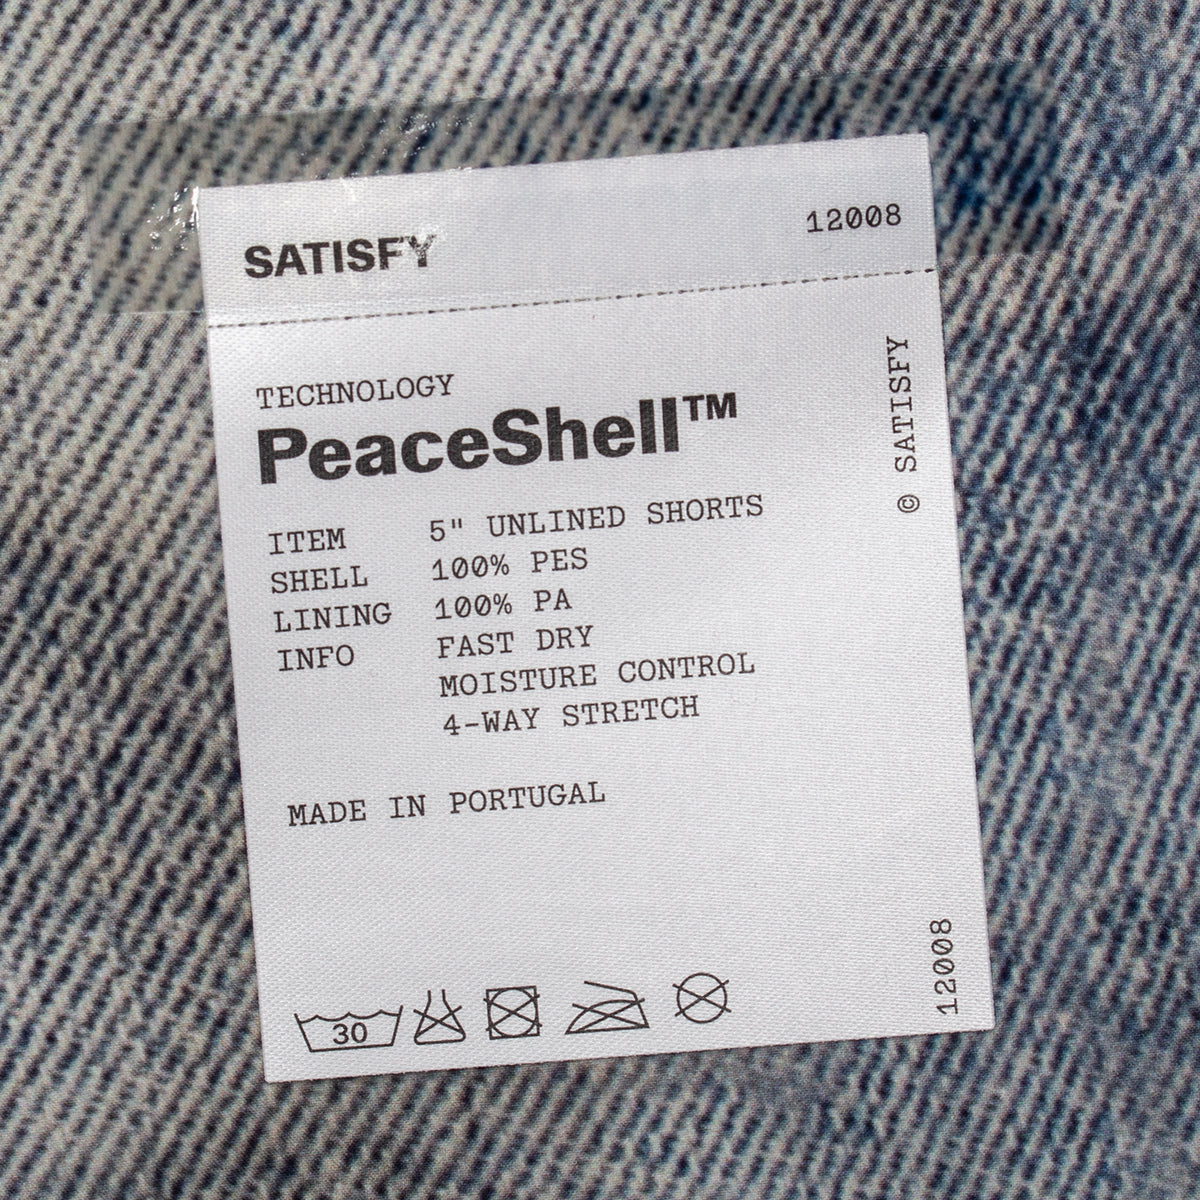 SATISFY 12008
TECHNOLOGY
PeaceShell™
ITEM 5" UNLINED SHORTS
SHELL 100% PES
LINING 100% PA
INFO FAST DRY
MOISTURE CONTROL
4-WAY STRETCH
MADE IN PORTUGAL
30
© SATISFY
12008